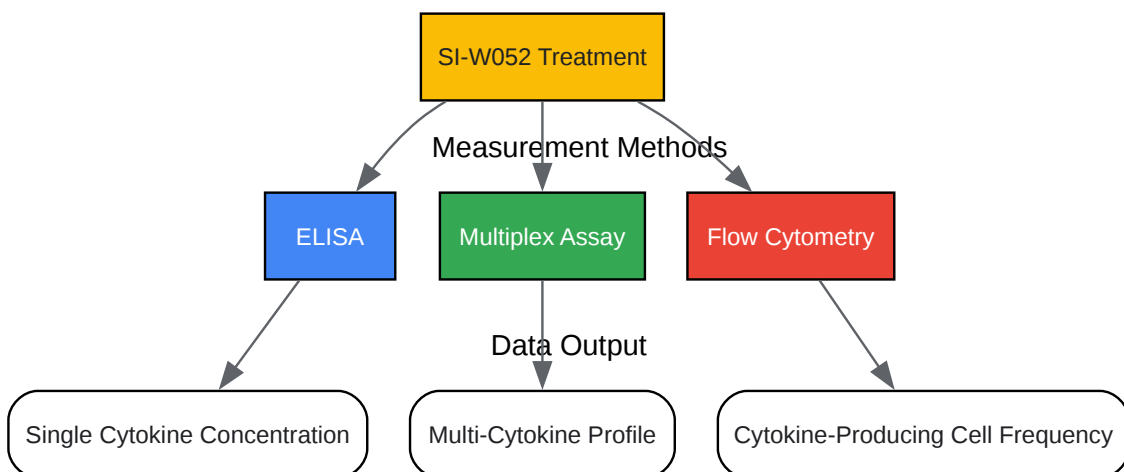 SI-W052 Treatment
Measurement Methods
ELISA
Multiplex Assay
Flow Cytometry
Data Output
Single Cytokine Concentration
Multi-Cytokine Profile
Cytokine-Producing Cell Frequency